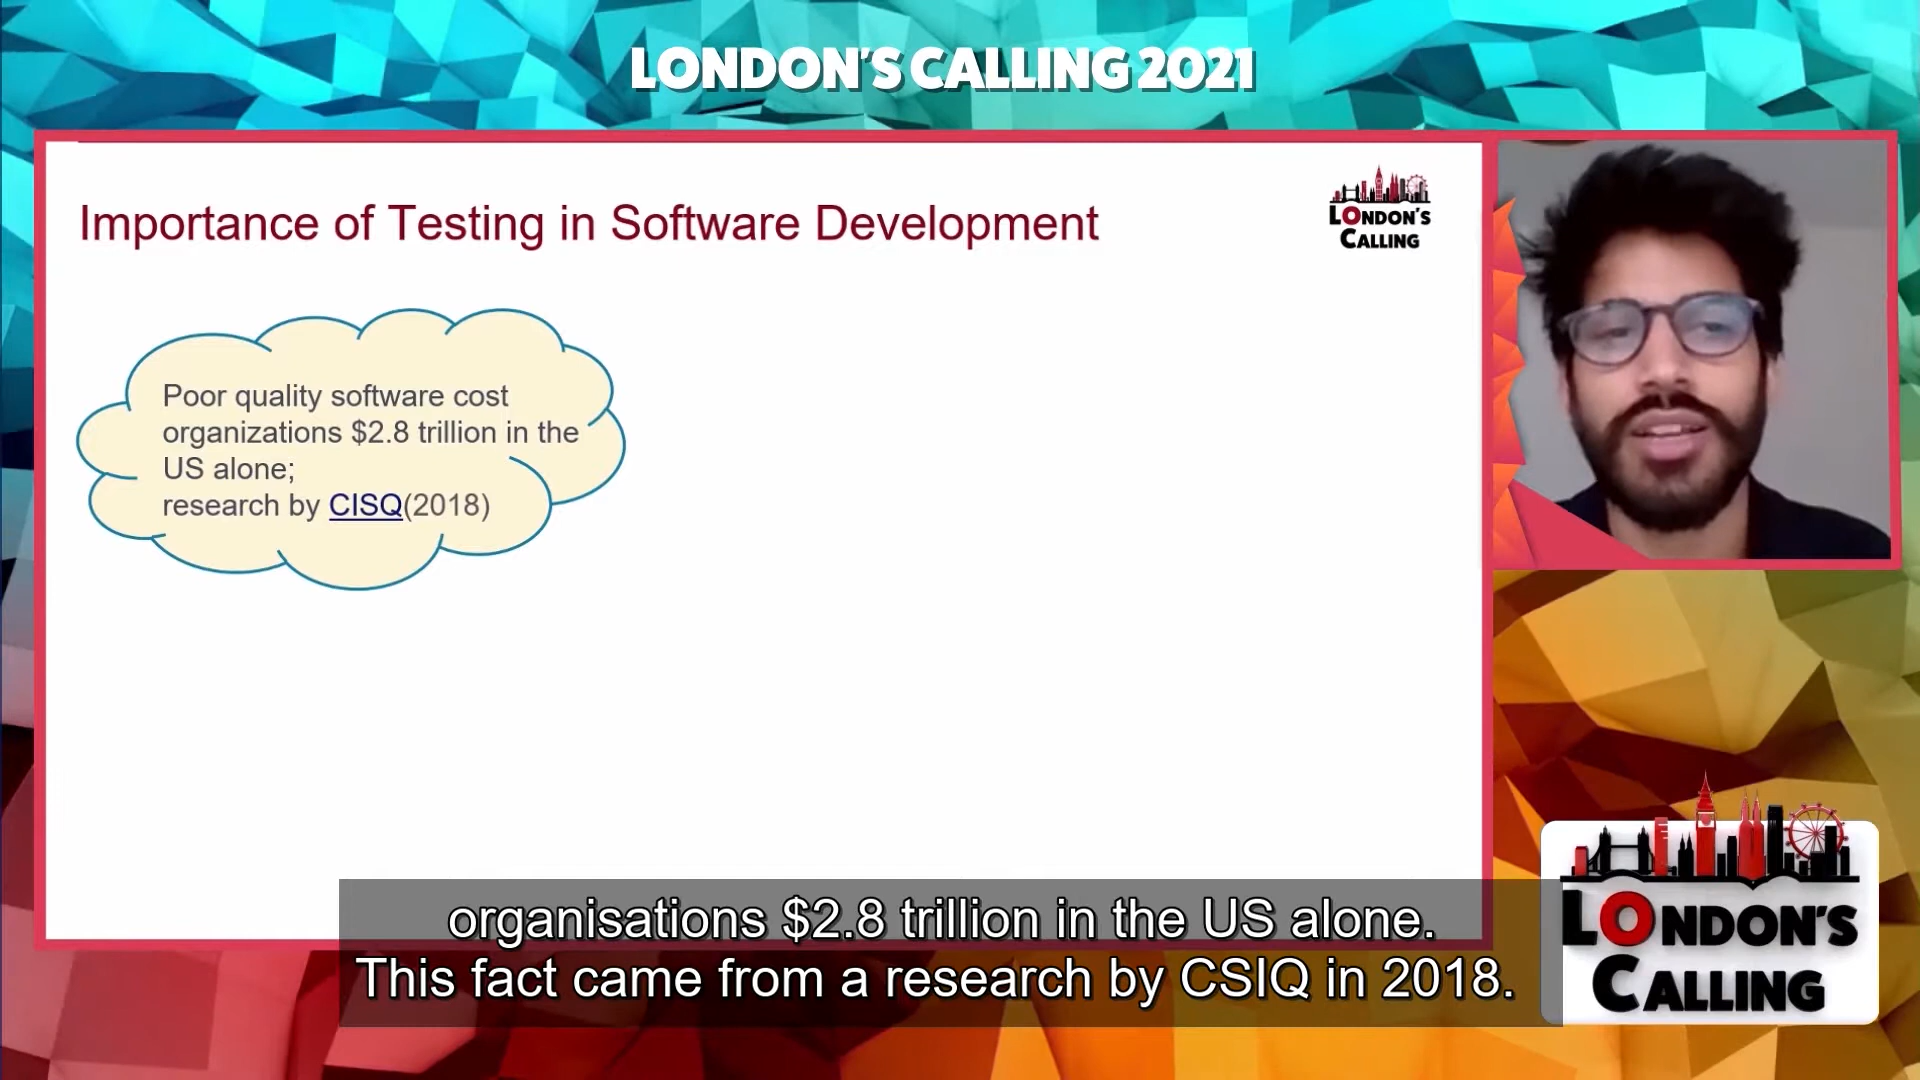 LONDON'S CALLING 2021
Importance of Testing in Software Development
LONDON'S
CALLING
Poor quality software cost
organizations $2.8 trillion in the
US alone;
research by CISQ(2018)
organisations $2.8 trillion in the US alone.
This fact came from a research by CSIQ in 2018.
LONDON'S
CALLING